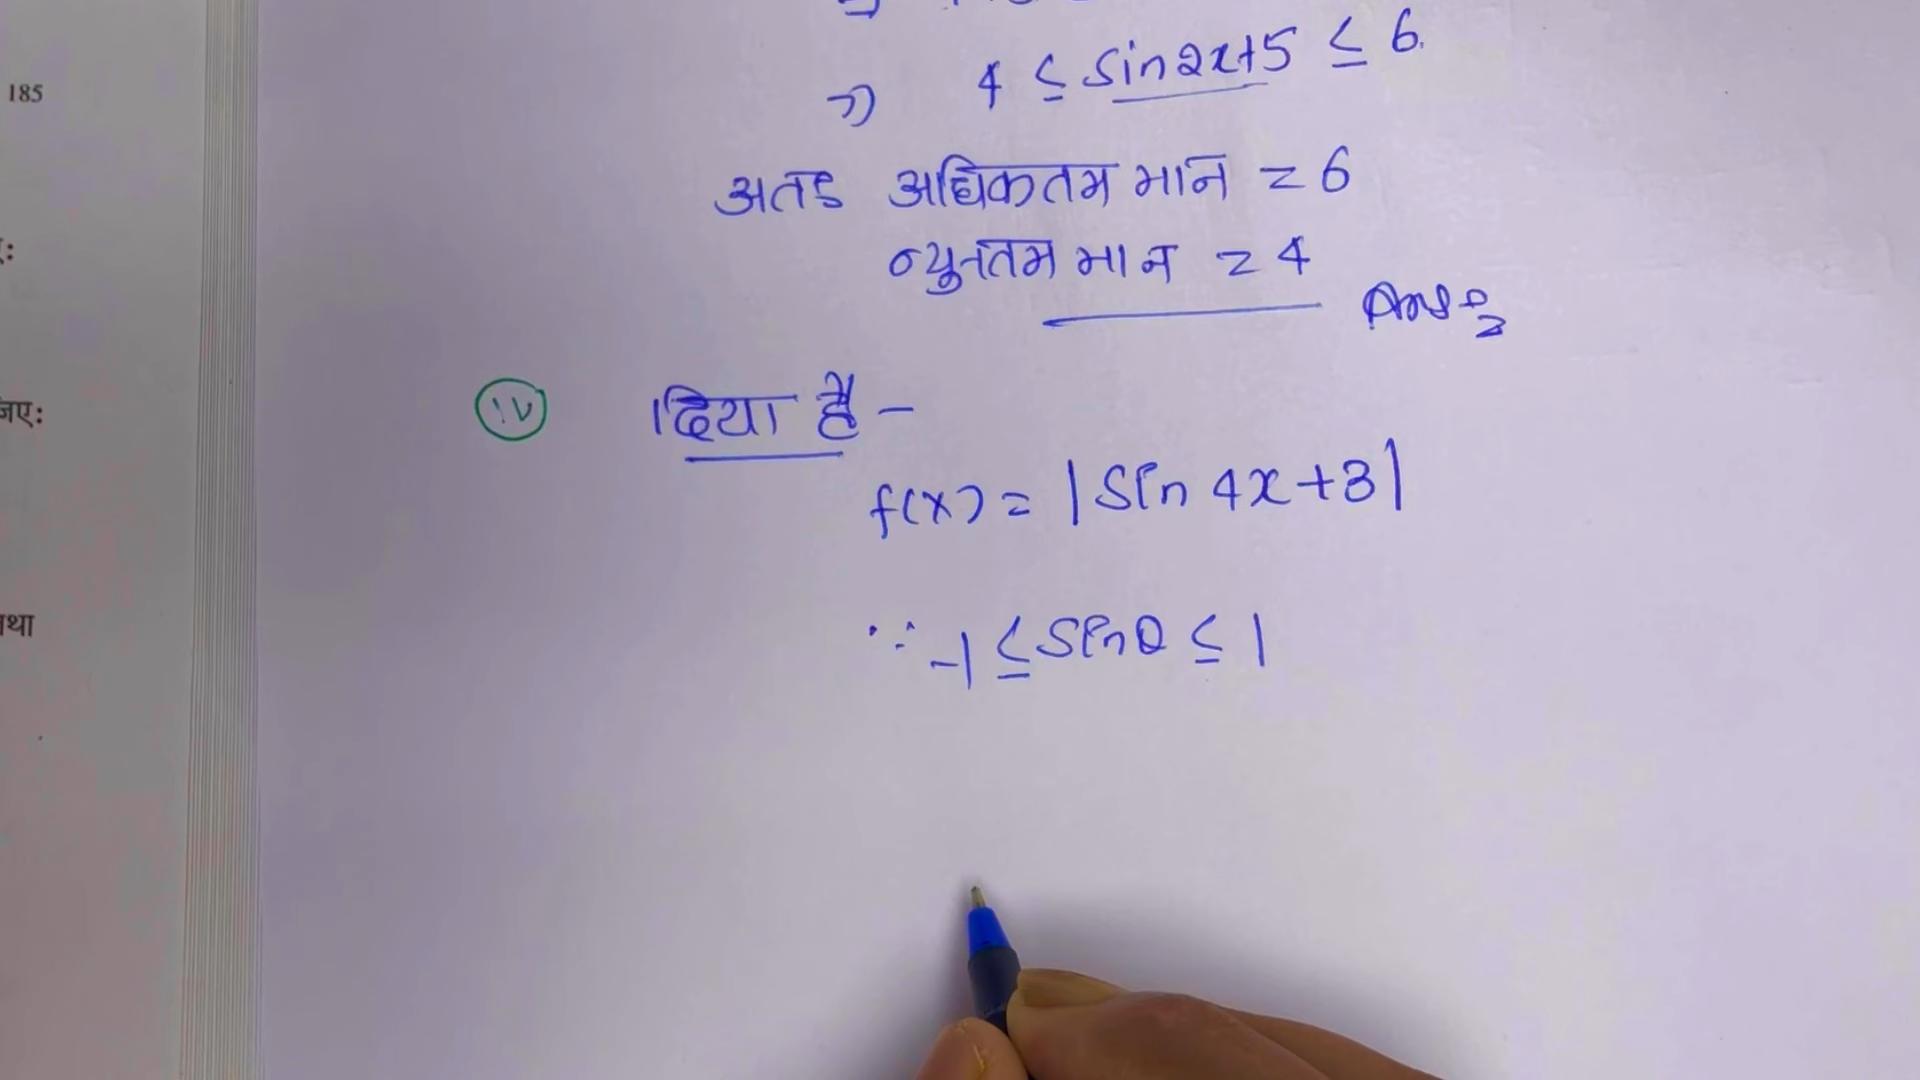 185
⇒ 4 ≤ sin2x+5 ≤ 6.
अतः अधिकतम मान = 6
न्युनतम मान = 4
Ans
iv दिया है –
f(x) = |sin 4x+3|
∵ -1 ≤ sinθ ≤ 1
जिए:
तथा